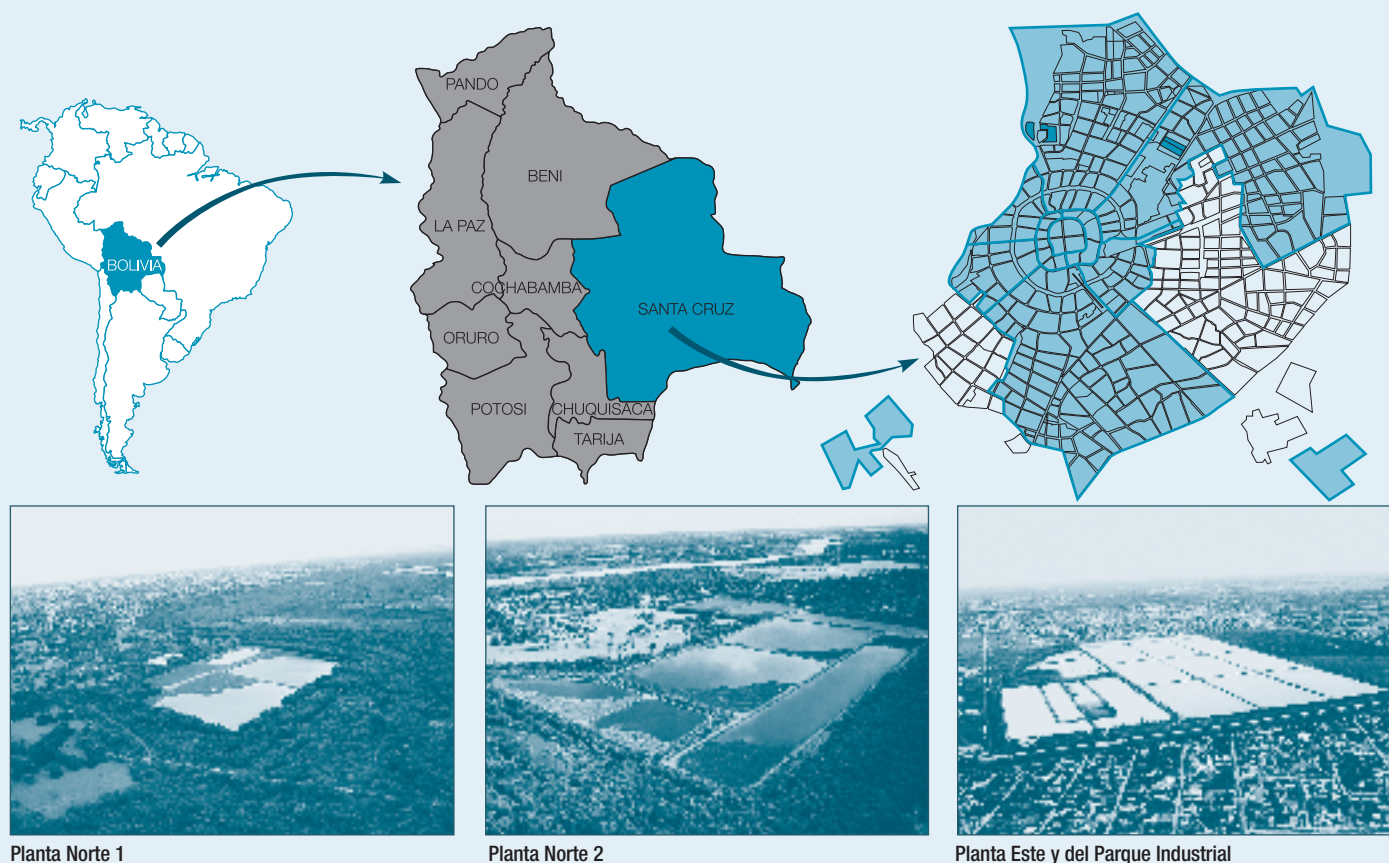 PANDO
BENI
LA PAZ
BOLIVIA
COCHABAMBA
SANTA CRUZ
ORURO
POTOSI
CHUQUISACA
TARIJA
Planta Norte 1
Planta Norte 2
Planta Este y del Parque Industrial